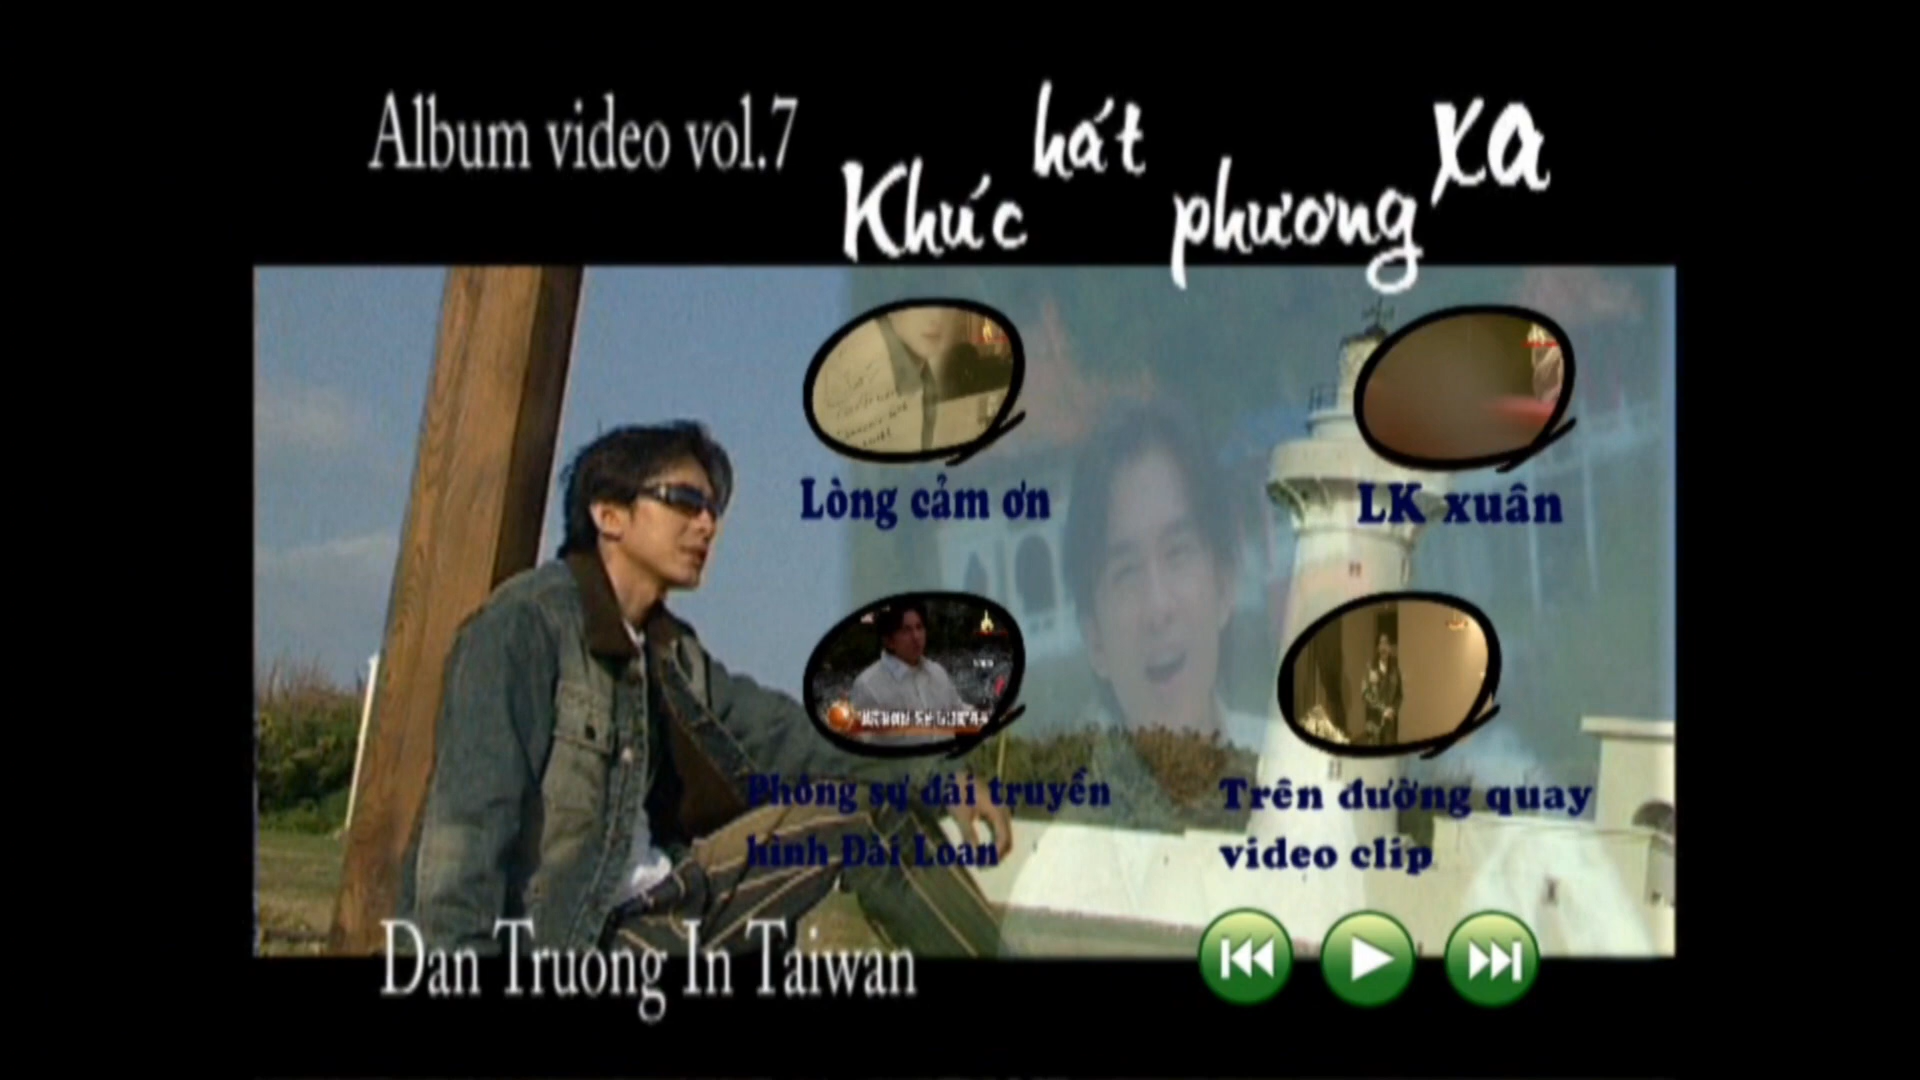 Album video vol.7
Khúc hát phương xa
Lòng cảm ơn
LK xuân
Phóng sự đài truyền
hình Đài Loan
Trên đường quay
video clip
Dan Truong In Taiwan